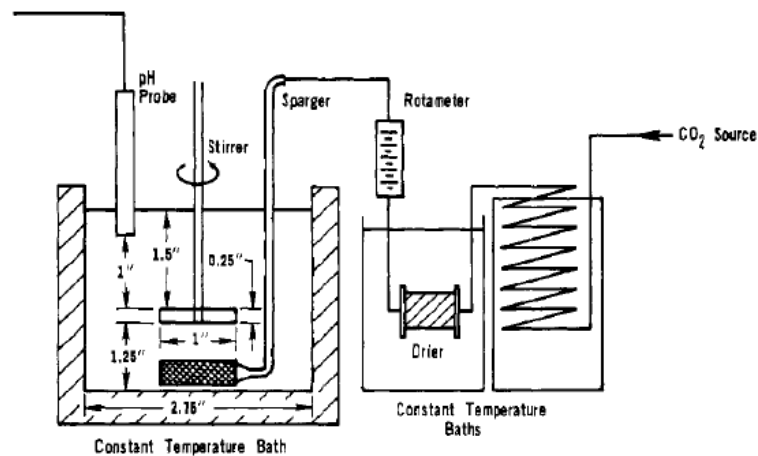 pH
Probe
Sparger
Rotameter
CO2 Source
Stirrer
1.5"
0.25"
1"
1"
1.25"
Drier
2.75"
Constant Temperature
Baths
Constant Temperature Bath